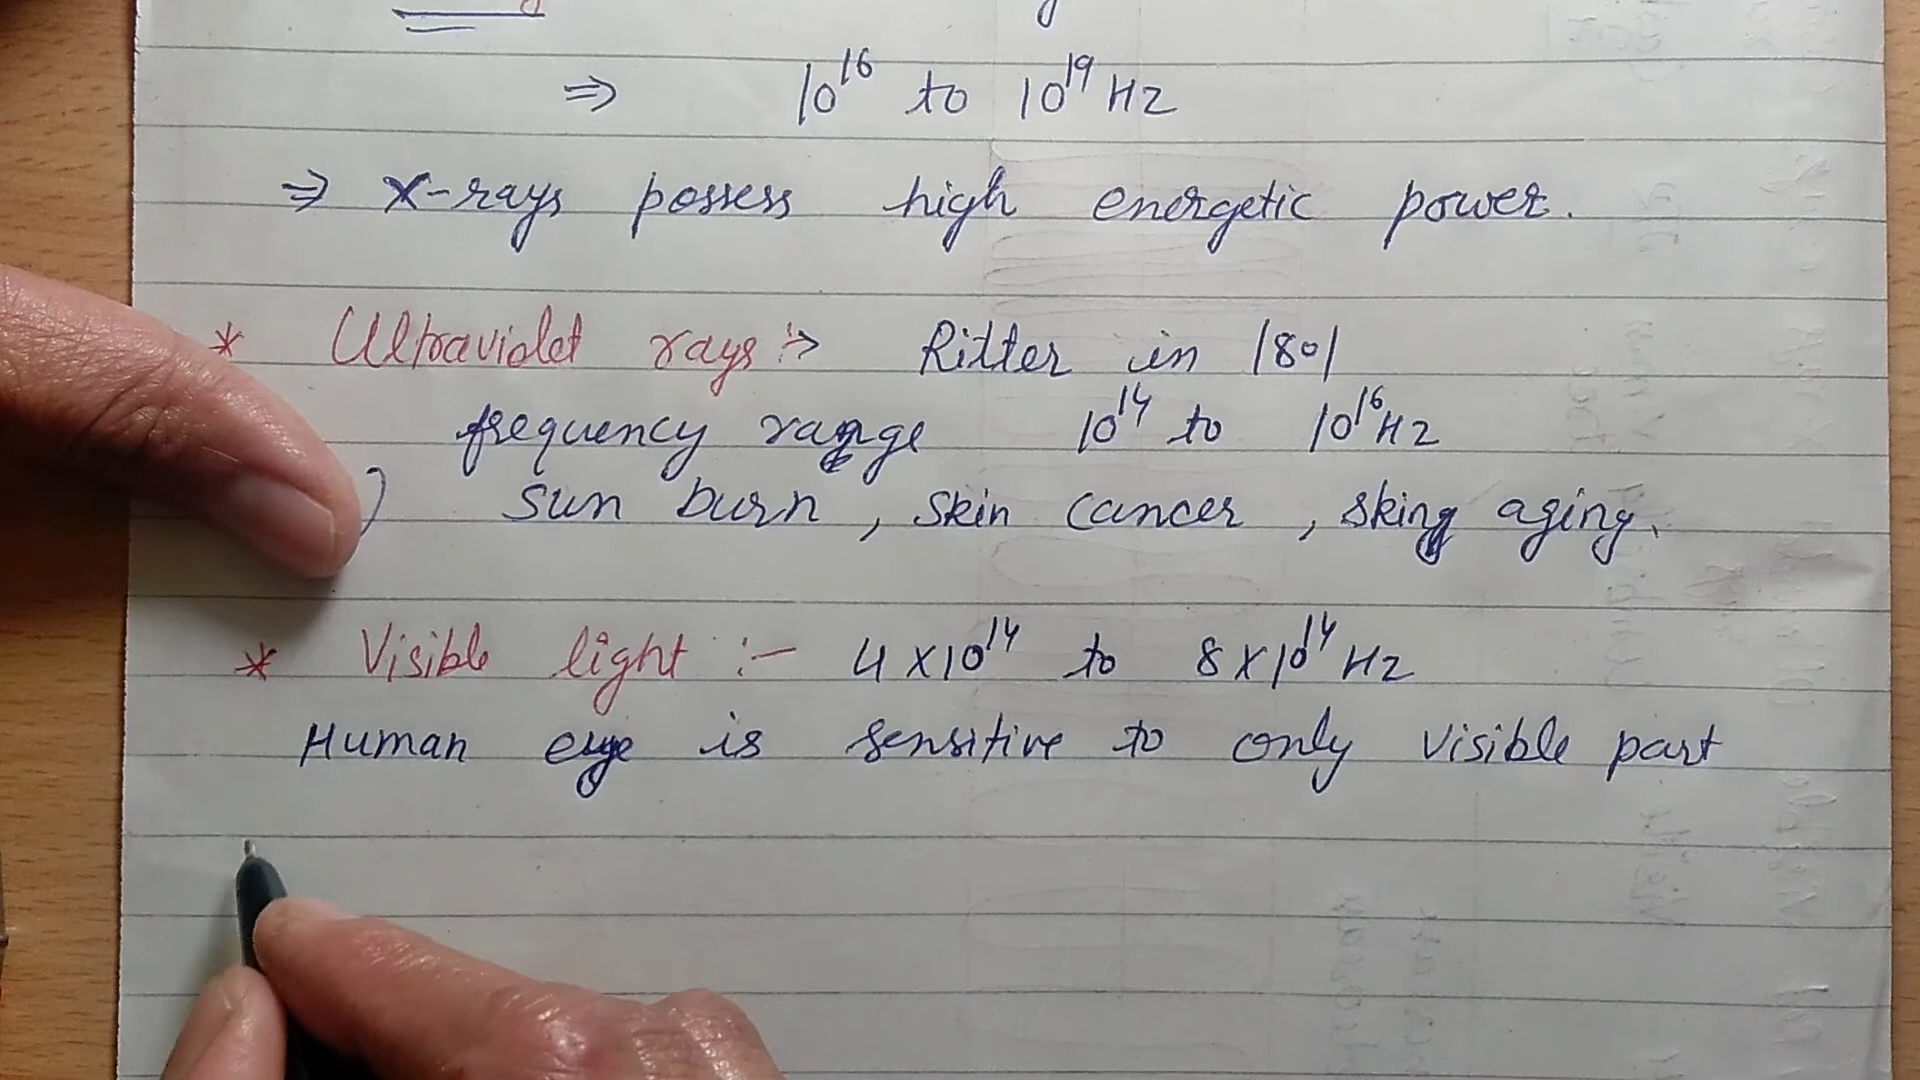 ⇒ 10^16 to 10^19 Hz
⇒ X-rays possess high energetic power.
* Ultraviolet rays :-> Ritter in 1801
frequency range 10^14 to 10^16 Hz
) Sun burn , Skin cancer , sking aging.
* Visible light :- 4 X 10^14 to 8 X 10^14 Hz
Human eye is sensitive to only visible part